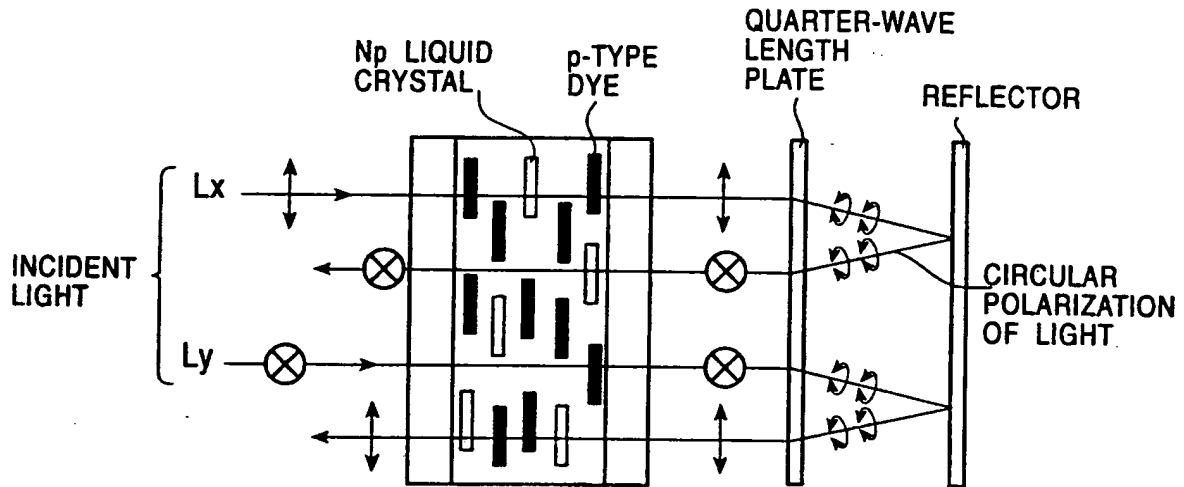 QUARTER-WAVE
LENGTH
PLATE
Np LIQUID
CRYSTAL
p-TYPE
DYE
REFLECTOR
Lx
INCIDENT
LIGHT
Ly
CIRCULAR
POLARIZATION
OF LIGHT